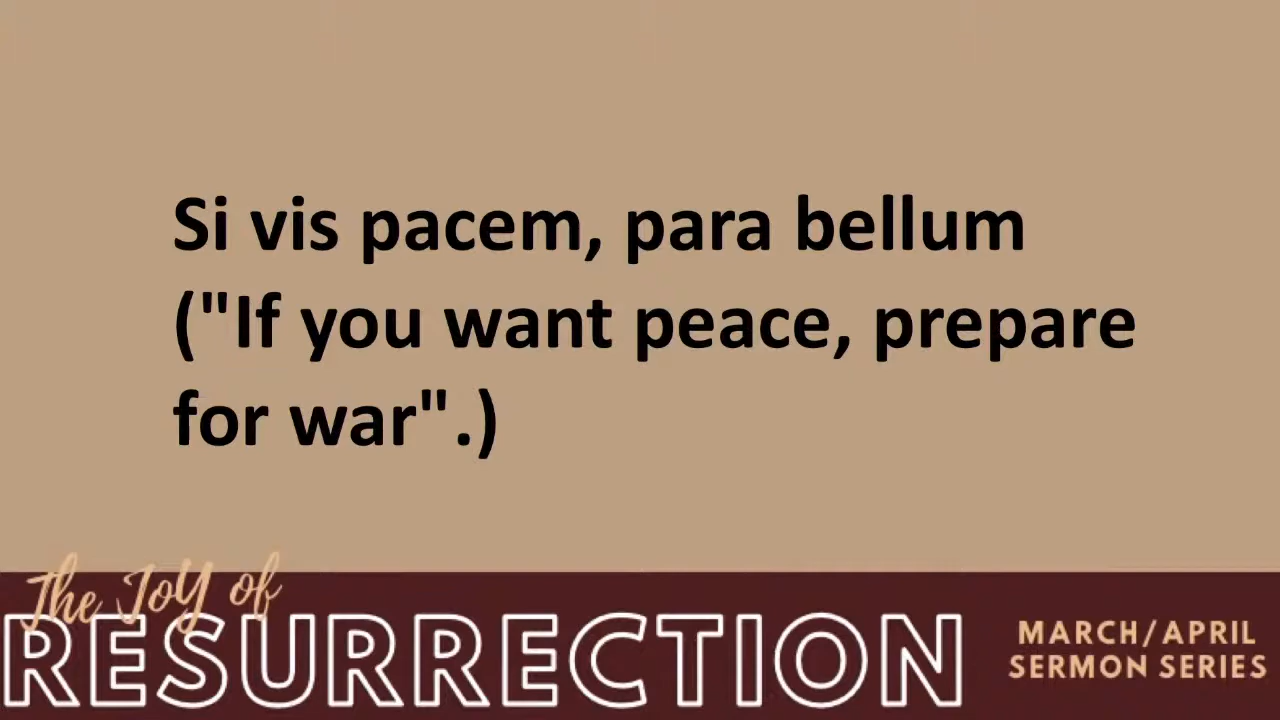 Si vis pacem, para bellum
("If you want peace, prepare
for war".)
The Joy of
RESURRECTION
MARCH/APRIL
SERMON SERIES